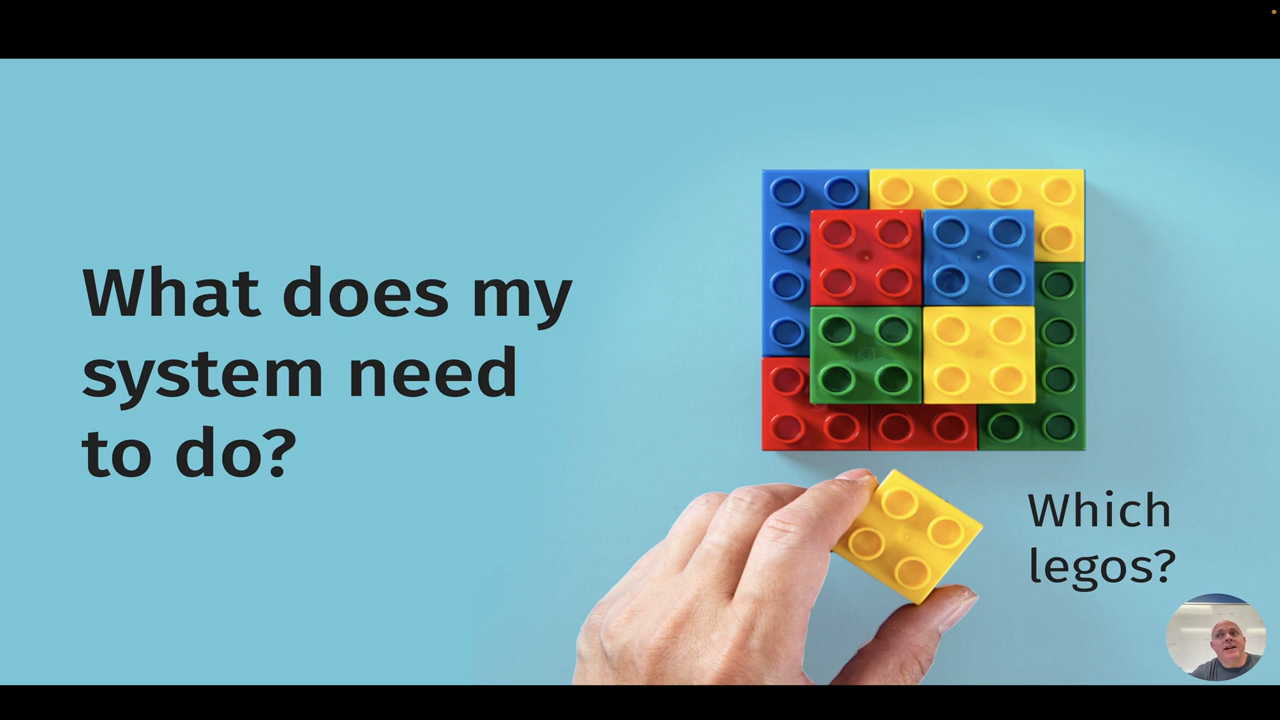 What does my
system need
to do?
Which
legos?